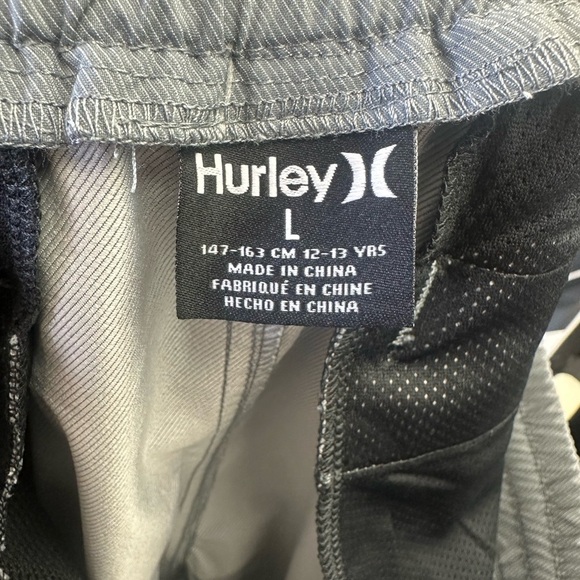 Hurley
L
147-163 CM 12-13 YRS
MADE IN CHINA
FABRIQUÉ EN CHINE
HECHO EN CHINA